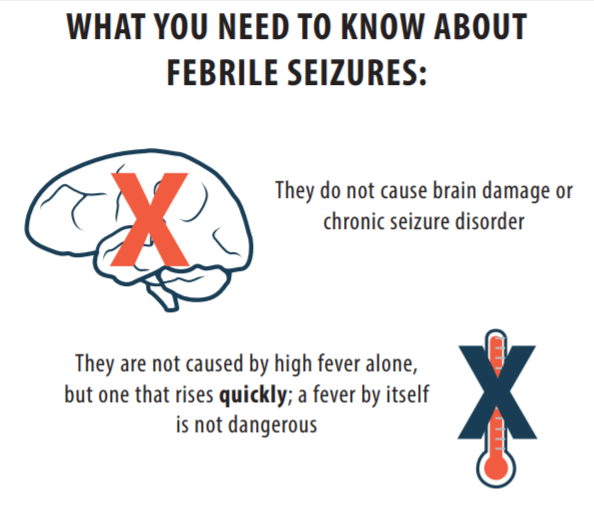 WHAT YOU NEED TO KNOW ABOUT
FEBRILE SEIZURES:
They do not cause brain damage or
chronic seizure disorder
They are not caused by high fever alone,
but one that rises quickly; a fever by itself
is not dangerous